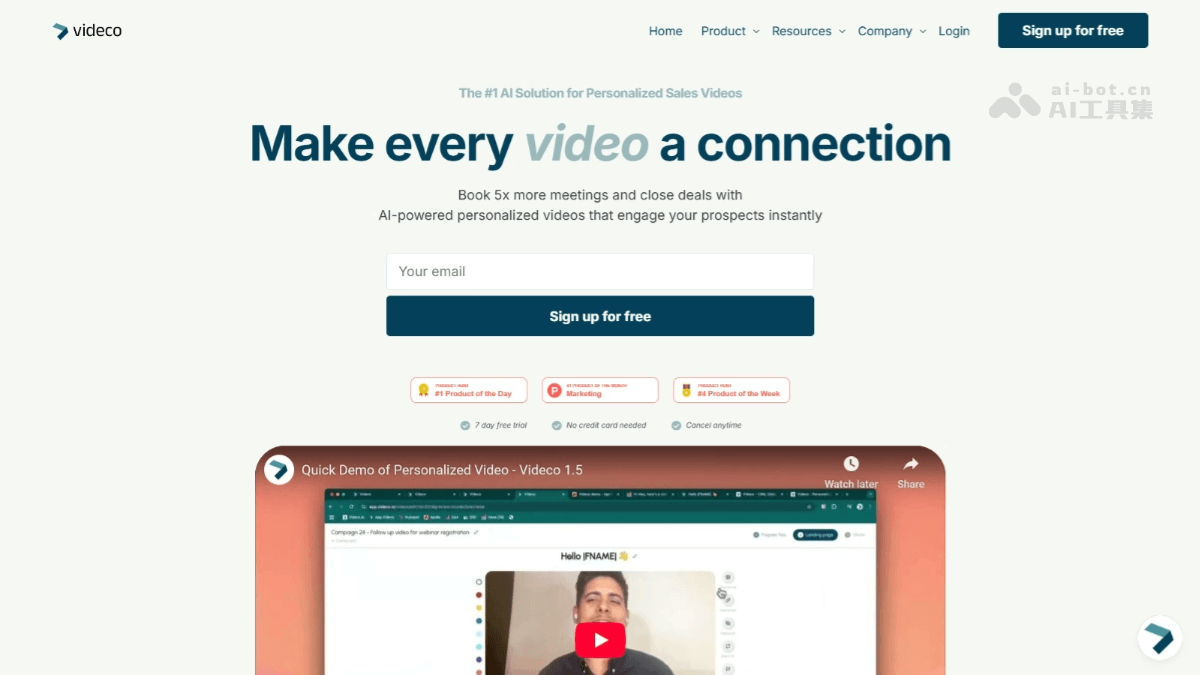 videco
Home
Product
Resources
Company
Login
Sign up for free
ai-bot.cn
AI工具集
The #1 AI Solution for Personalized Sales Videos
Make every video a connection
Book 5x more meetings and close deals with
AI-powered personalized videos that engage your prospects instantly
Your email
Sign up for free
PRODUCT HUNT
#1 Product of the Day
#1 PRODUCT OF THE MONTH
Marketing
PRODUCT HUNT
#4 Product of the Week
7 day free trial
No credit card needed
Cancel anytime
Quick Demo of Personalized Video - Videco 1.5
Watch later
Share
Campaign 24 - Follow up video for webinar registration
Landing page
Hello |FNAME| 👋